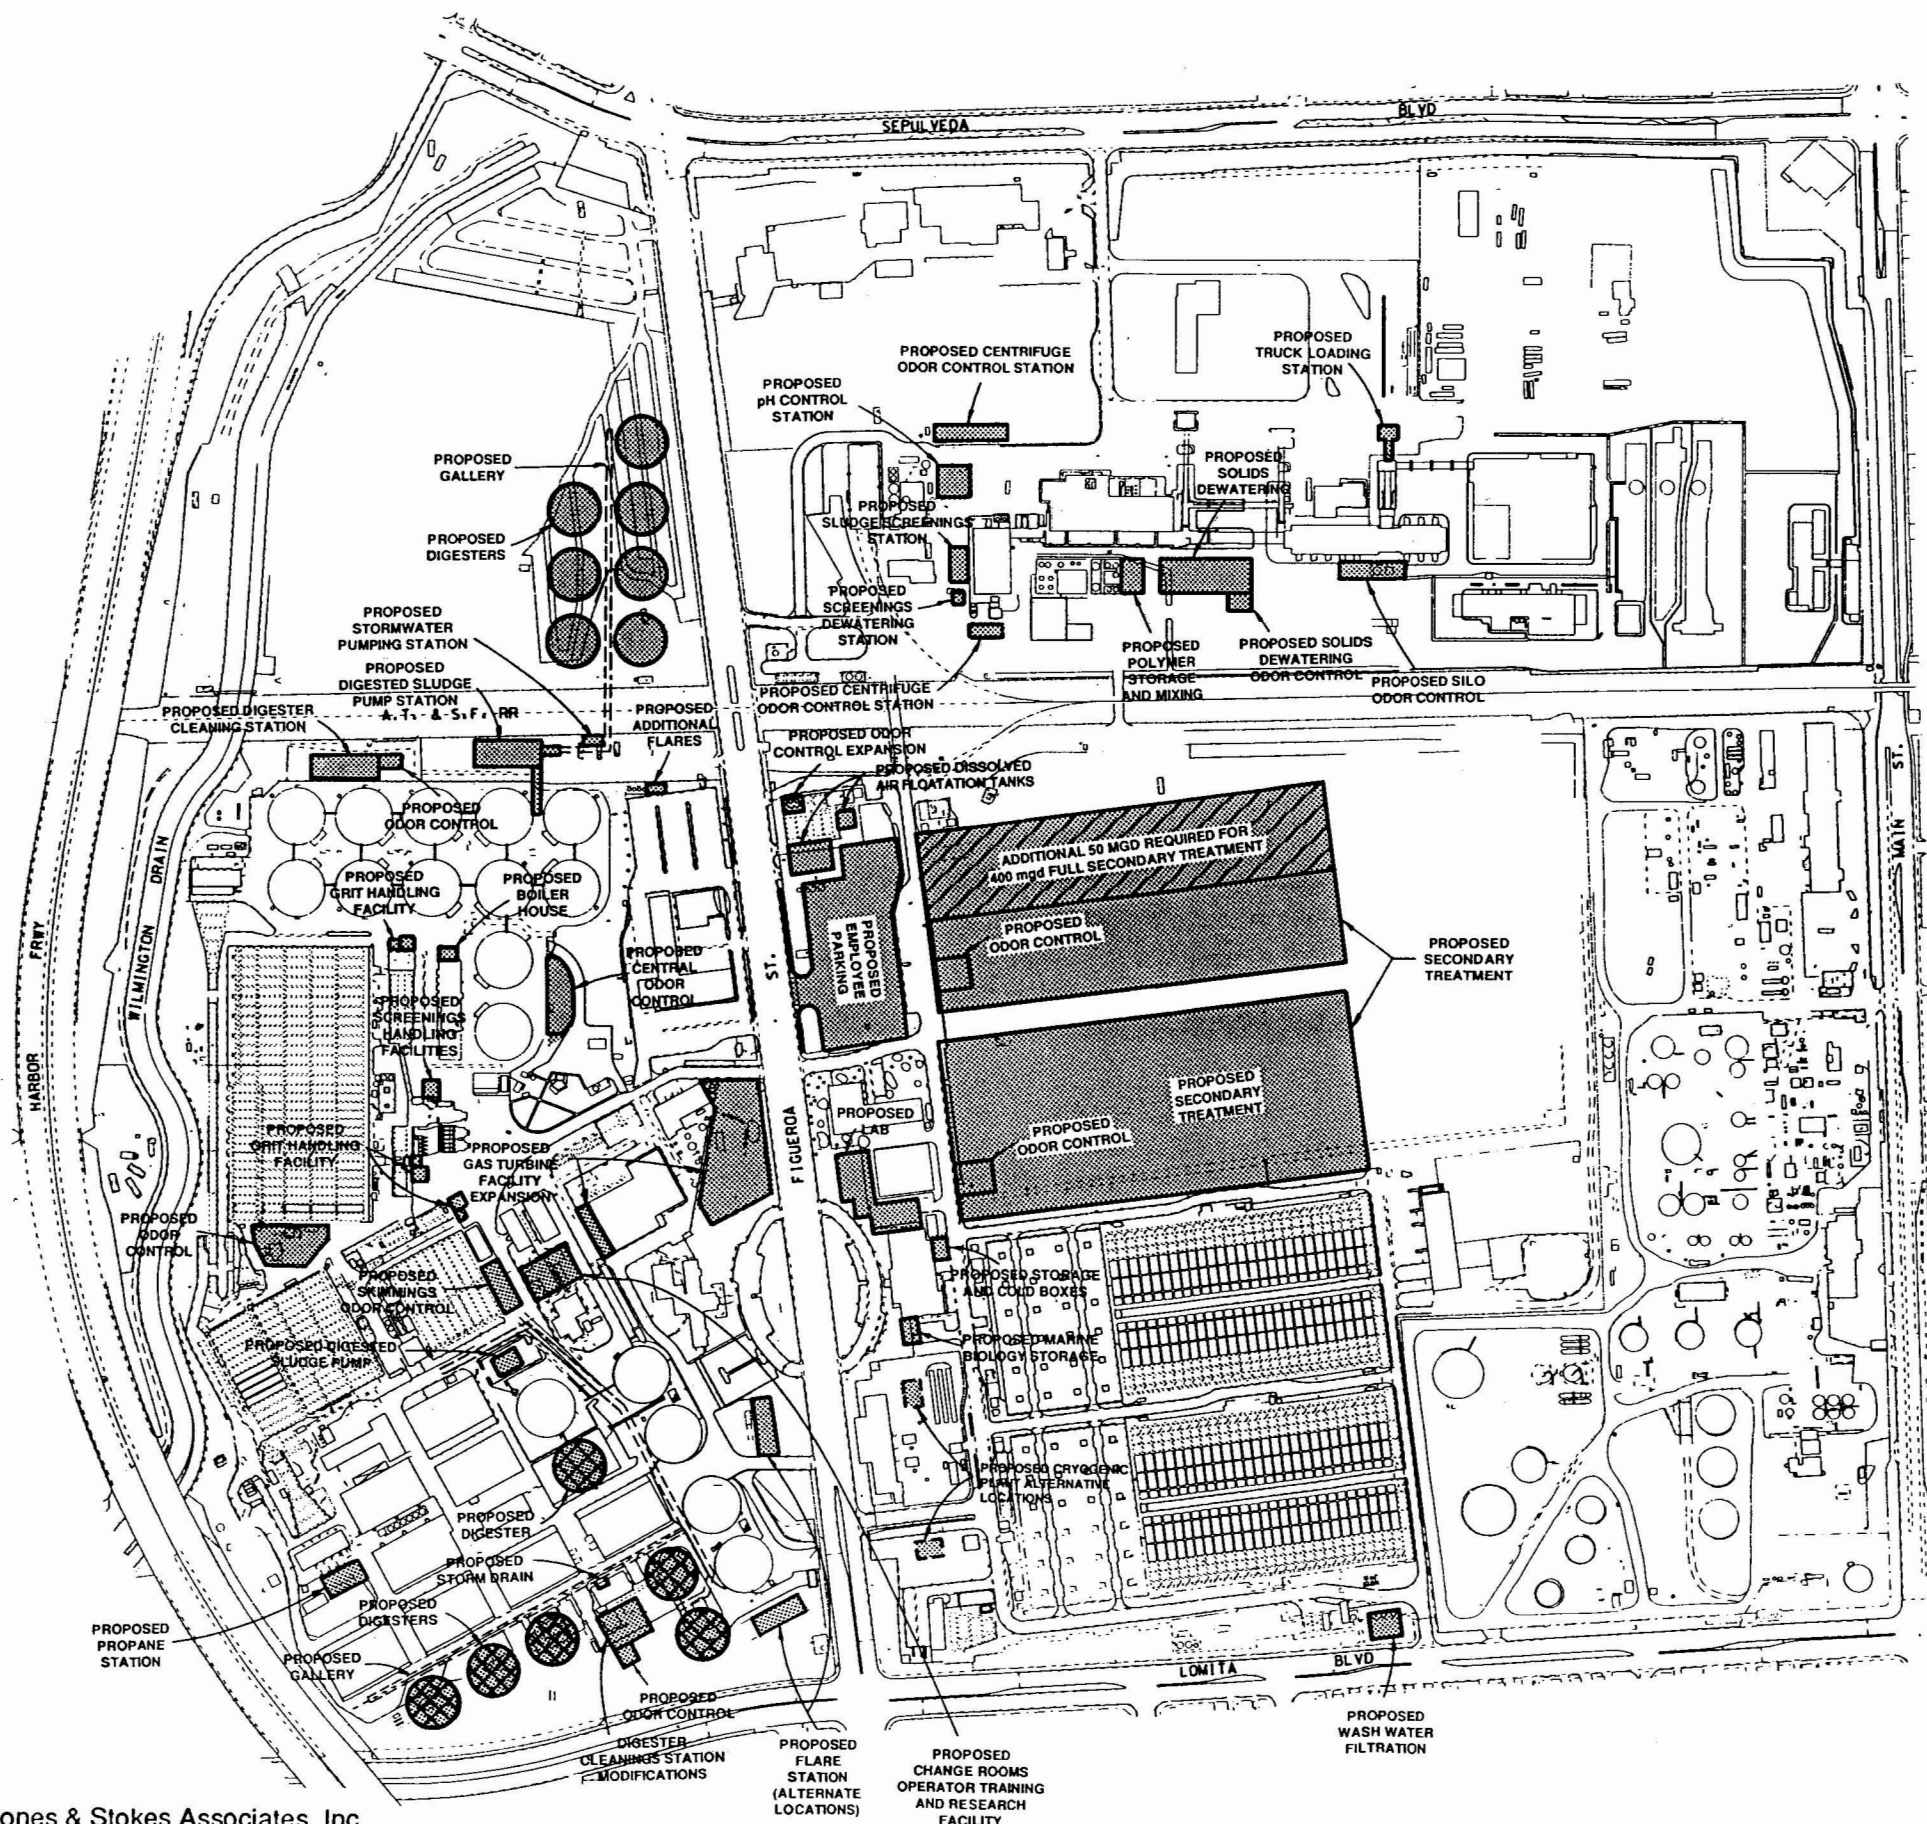 SEPULVEDA
BLVD
PROPOSED CENTRIFUGE
ODOR CONTROL STATION
PROPOSED
TRUCK LOADING
STATION
PROPOSED
pH CONTROL
STATION
PROPOSED
GALLERY
PROPOSED
SOLIDS
DEWATERING
PROPOSED
SLUDGE SCREENINGS
STATION
PROPOSED
DIGESTERS
PROPOSED
SCREENINGS
DEWATERING
STATION
PROPOSED
STORMWATER
PUMPING STATION
PROPOSED
POLYMER
STORAGE
AND MIXING
PROPOSED SOLIDS
DEWATERING
ODOR CONTROL
PROPOSED SILO
ODOR CONTROL
PROPOSED
DIGESTED SLUDGE
PUMP STATION
A.T. & S.F. RR
PROPOSED CENTRIFUGE
ODOR CONTROL STATION
PROPOSED DIGESTER
CLEANING STATION
PROPOSED
ADDITIONAL
FLARES
PROPOSED ODOR
CONTROL EXPANSION
PROPOSED DISSOLVED
AIR FLOATATION TANKS
MAIN ST.
PROPOSED
ODOR CONTROL
ADDITIONAL 50 MGD REQUIRED FOR
400 mgd FULL SECONDARY TREATMENT
PROPOSED
GRIT HANDLING
FACILITY
PROPOSED
BOILER
HOUSE
PROPOSED
EMPLOYEE
PARKING
PROPOSED
ODOR CONTROL
PROPOSED
SECONDARY
TREATMENT
WILMINGTON DRAIN
HARBOR FRWY
PROPOSED
CENTRAL
ODOR
CONTROL
FIGUEROA ST.
PROPOSED
SCREENINGS
HANDLING
FACILITIES
PROPOSED
SECONDARY
TREATMENT
PROPOSED
LAB
PROPOSED
ODOR CONTROL
PROPOSED
GRIT HANDLING
FACILITY
PROPOSED
GAS TURBINE
FACILITY
EXPANSION
PROPOSED
ODOR
CONTROL
PROPOSED
SKIMMINGS
ODOR CONTROL
PROPOSED STORAGE
AND COLD BOXES
PROPOSED DIGESTED
SLUDGE PUMP
PROPOSED MARINE
BIOLOGY STORAGE
PROPOSED CRYOGENIC
PLANT ALTERNATIVE
LOCATIONS
PROPOSED
DIGESTER
PROPOSED
STORM DRAIN
PROPOSED
DIGESTERS
PROPOSED
PROPANE
STATION
PROPOSED
GALLERY
LOMITA
BLVD
PROPOSED
ODOR CONTROL
PROPOSED
WASH WATER
FILTRATION
DIGESTER
CLEANINGS STATION
MODIFICATIONS
PROPOSED
FLARE
STATION
(ALTERNATE
LOCATIONS)
PROPOSED
CHANGE ROOMS
OPERATOR TRAINING
AND RESEARCH
FACILITY
ones & Stokes Associates, Inc